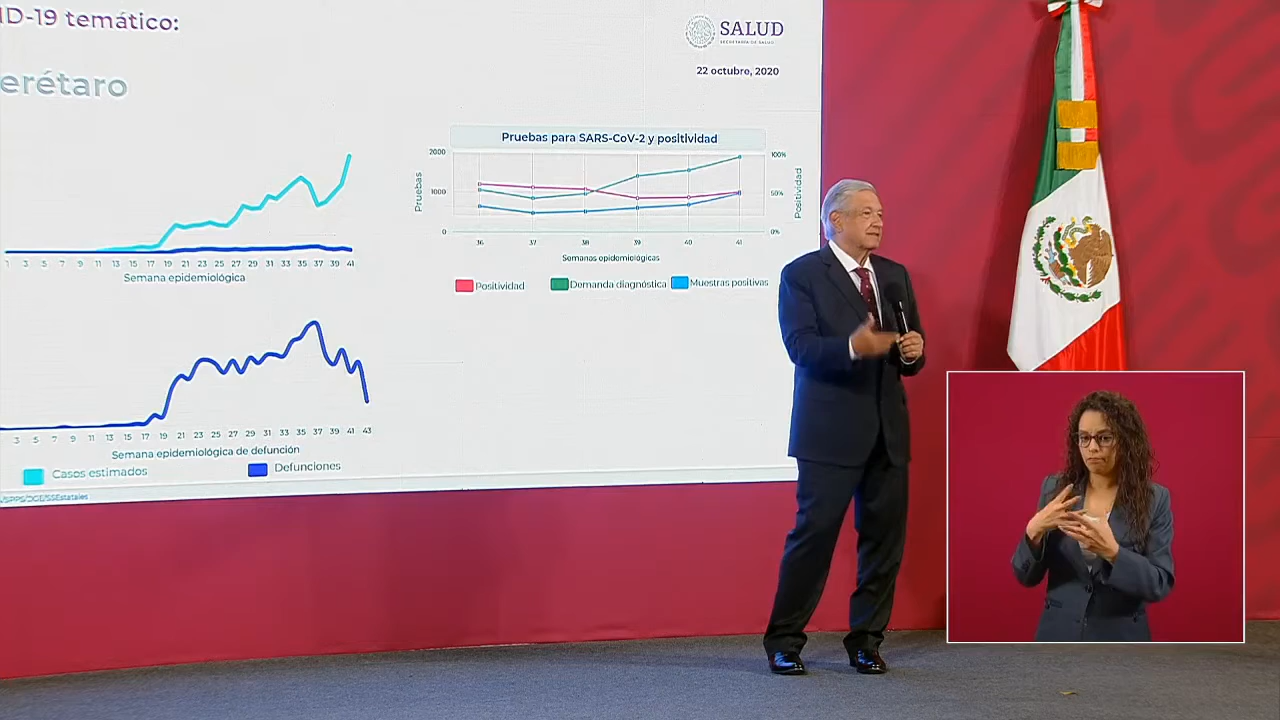 ID-19 temático:
SALUD
SECRETARÍA DE SALUD
22 octubre, 2020
erétaro
1 3 5 7 9 11 13 15 17 19 21 23 25 27 29 31 33 35 37 39 41
Semana epidemiológica
3 5 7 9 11 13 15 17 19 21 23 25 27 29 31 33 35 37 39 41 43
Semana epidemiológica de defunción
Casos estimados
Defunciones
Pruebas para SARS-CoV-2 y positividad
2000
1000
0
Pruebas
100%
50%
0%
Positividad
36 37 38 39 40 41
Semanas epidemiológicas
Positividad
Demanda diagnóstica
Muestras positivas